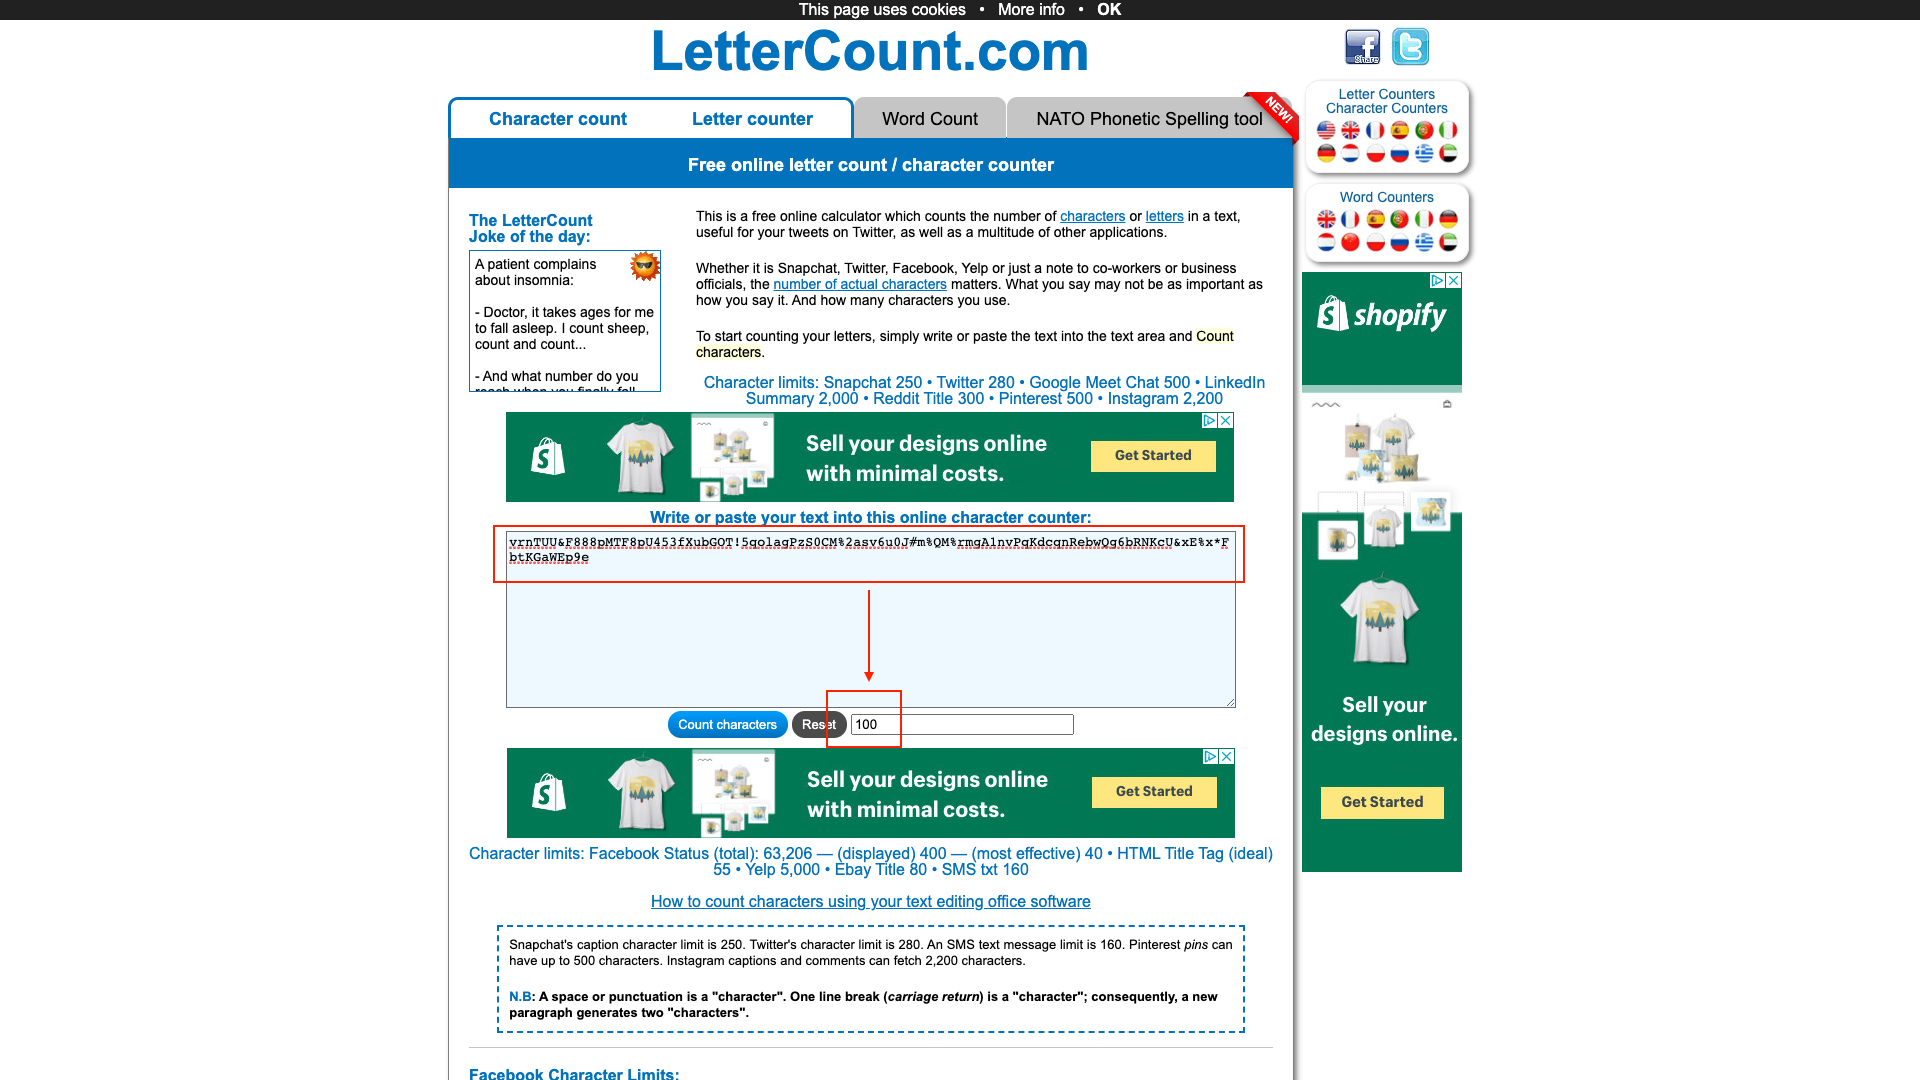 This page uses cookies • More info • OK
LetterCount.com
Share
Character count
Letter counter
Word Count
NATO Phonetic Spelling tool
NEW!
Free online letter count / character counter
Letter Counters
Character Counters
Word Counters
The LetterCount
Joke of the day:
A patient complains
about insomnia:
- Doctor, it takes ages for me
to fall asleep. I count sheep,
count and count...
- And what number do you
This is a free online calculator which counts the number of characters or letters in a text,
useful for your tweets on Twitter, as well as a multitude of other applications.
Whether it is Snapchat, Twitter, Facebook, Yelp or just a note to co-workers or business
officials, the number of actual characters matters. What you say may not be as important as
how you say it. And how many characters you use.
To start counting your letters, simply write or paste the text into the text area and Count
characters.
Character limits: Snapchat 250 • Twitter 280 • Google Meet Chat 500 • LinkedIn
Summary 2,000 • Reddit Title 300 • Pinterest 500 • Instagram 2,200
shopify
Sell your designs online
with minimal costs.
Get Started
Write or paste your text into this online character counter:
vrnTUU&F888pMTF8pU453fXubGOT!5qolagPzS0CM%2asv6u0J#m%QM%rmgA1nvPqKdcqnRebwQg6bRNKcU&xE%x*F
btKGaWEp9e
Count characters
Reset
100
Sell your designs online
with minimal costs.
Get Started
Sell your
designs online.
Get Started
Character limits: Facebook Status (total): 63,206 — (displayed) 400 — (most effective) 40 • HTML Title Tag (ideal)
55 • Yelp 5,000 • Ebay Title 80 • SMS txt 160
How to count characters using your text editing office software
Snapchat's caption character limit is 250. Twitter's character limit is 280. An SMS text message limit is 160. Pinterest pins can
have up to 500 characters. Instagram captions and comments can fetch 2,200 characters.
N.B: A space or punctuation is a "character". One line break (carriage return) is a "character"; consequently, a new
paragraph generates two "characters".
Facebook Character Limits: